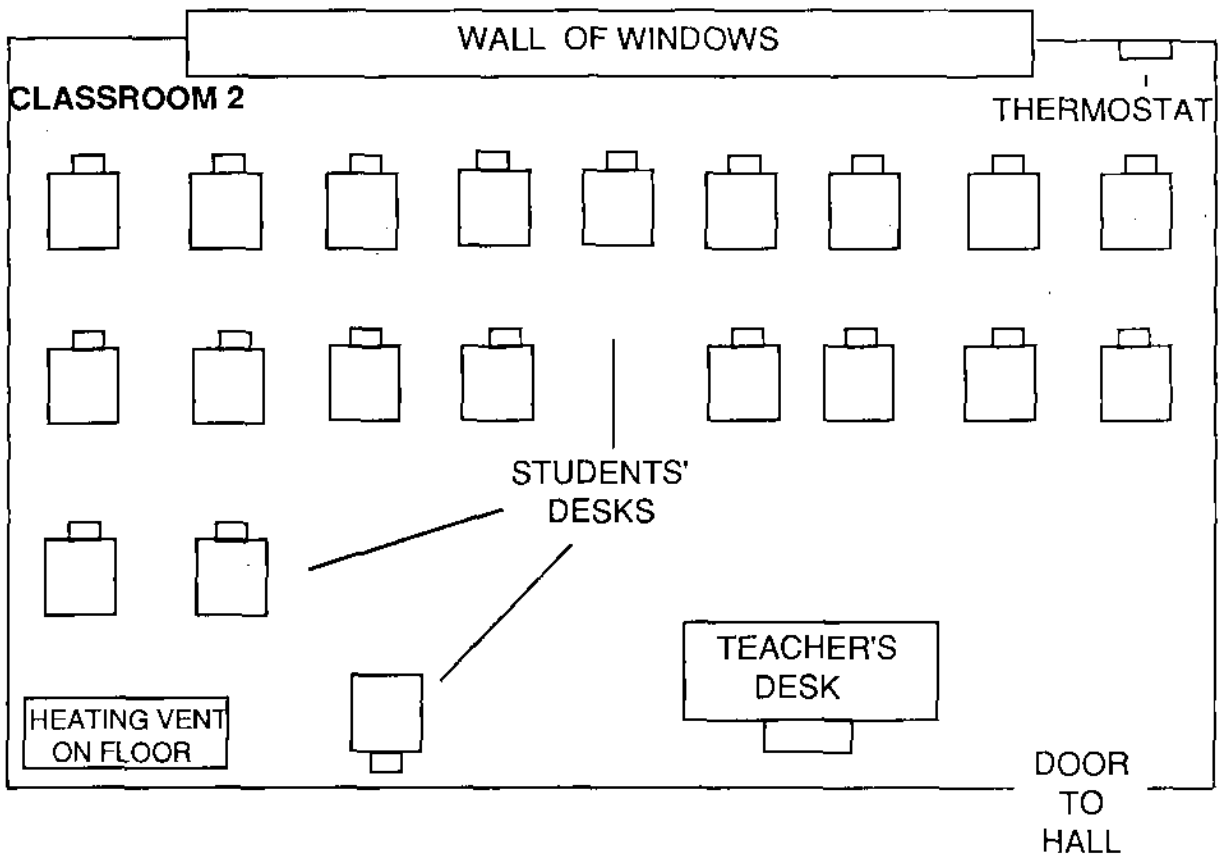 WALL OF WINDOWS
CLASSROOM 2
THERMOSTAT
STUDENTS'
DESKS
TEACHER'S
DESK
HEATING VENT
ON FLOOR
DOOR
TO
HALL